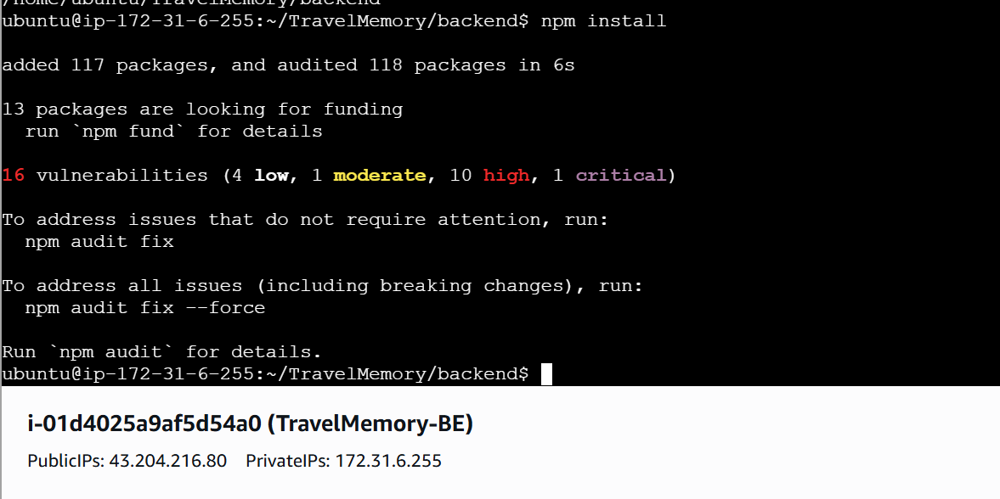 /home/ubuntu/TravelMemory/backend
ubuntu@ip-172-31-6-255:~/TravelMemory/backend$ npm install
added 117 packages, and audited 118 packages in 6s
13 packages are looking for funding
run `npm fund` for details
16 vulnerabilities (4 low, 1 moderate, 10 high, 1 critical)
To address issues that do not require attention, run:
npm audit fix
To address all issues (including breaking changes), run:
npm audit fix --force
Run `npm audit` for details.
ubuntu@ip-172-31-6-255:~/TravelMemory/backend$
i-01d4025a9af5d54a0 (TravelMemory-BE)
PublicIPs: 43.204.216.80 PrivateIPs: 172.31.6.255